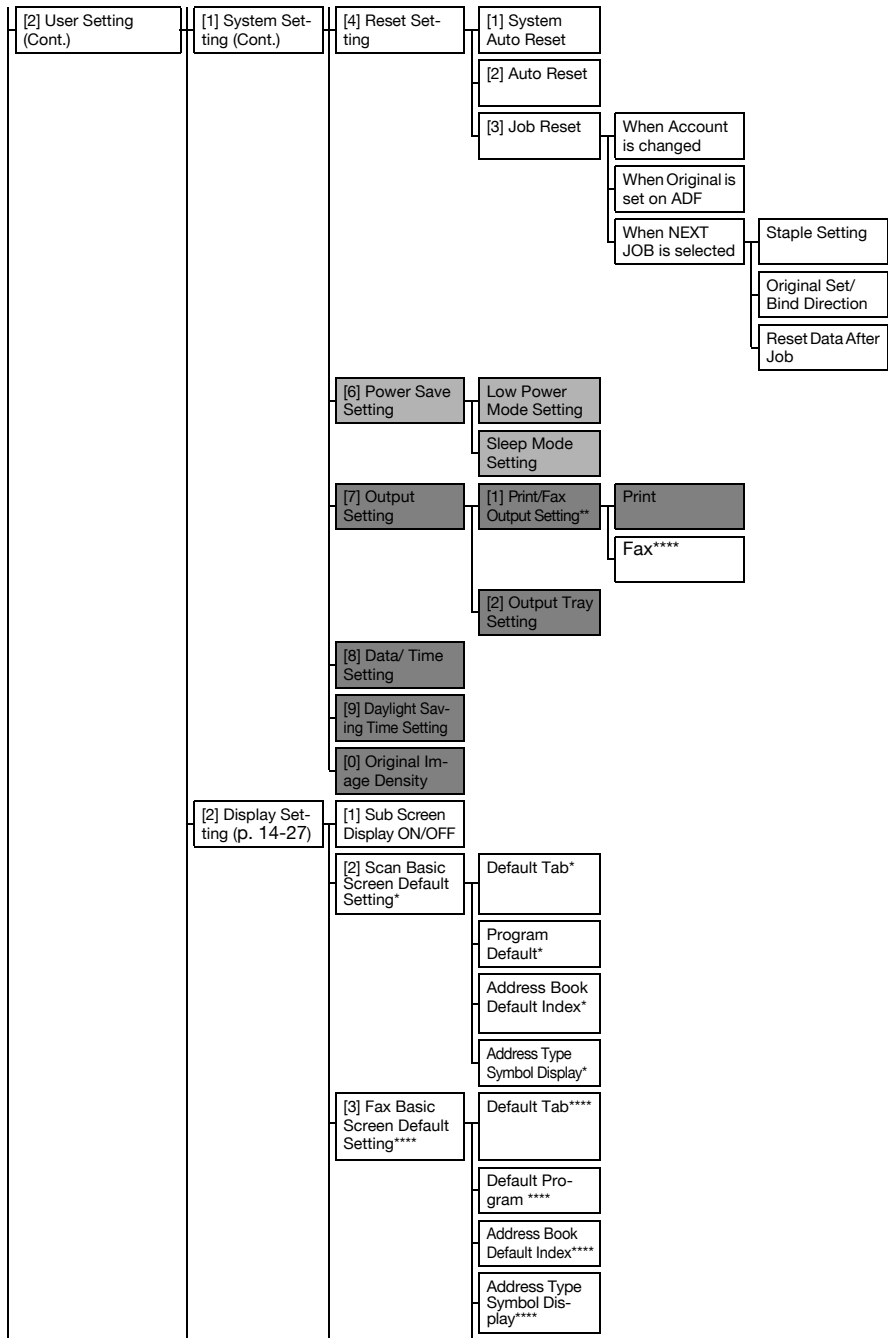 [2] User Setting
(Cont.)
[1] System Set-
ting (Cont.)
[4] Reset Set-
ting
[1] System
Auto Reset
[2] Auto Reset
[3] Job Reset
When Account
is changed
When Original is
set on ADF
When NEXT
JOB is selected
Staple Setting
Original Set/
Bind Direction
Reset Data After
Job
[6] Power Save
Setting
Low Power
Mode Setting
Sleep Mode
Setting
[7] Output
Setting
[1] Print/Fax
Output Setting**
Print
Fax****
[2] Output Tray
Setting
[8] Data/ Time
Setting
[9] Daylight Sav-
ing Time Setting
[0] Original Im-
age Density
[2] Display Set-
ting (p. 14-27)
[1] Sub Screen
Display ON/OFF
[2] Scan Basic
Screen Default
Setting*
Default Tab*
Program
Default*
Address Book
Default Index*
Address Type
Symbol Display*
[3] Fax Basic
Screen Default
Setting****
Default Tab****
Default Pro-
gram ****
Address Book
Default Index****
Address Type
Symbol Dis-
play****